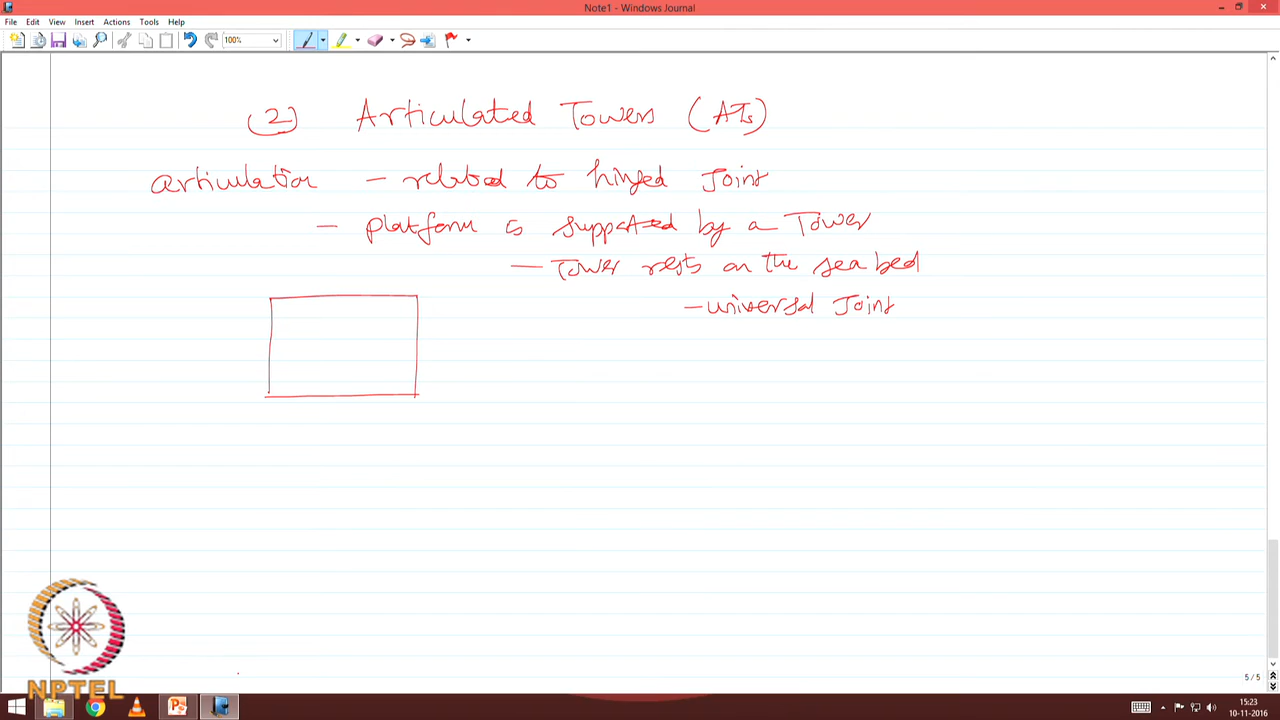 Note1 - Windows Journal
File Edit View Insert Actions Tools Help
100%
(2) Articulated Towers (ATs)
articulation - related to hinged Joint
- platform is supported by a Tower
- Tower rests on the sea bed
- universal Joint
NPTEL
5 / 5
15:23
10-11-2016